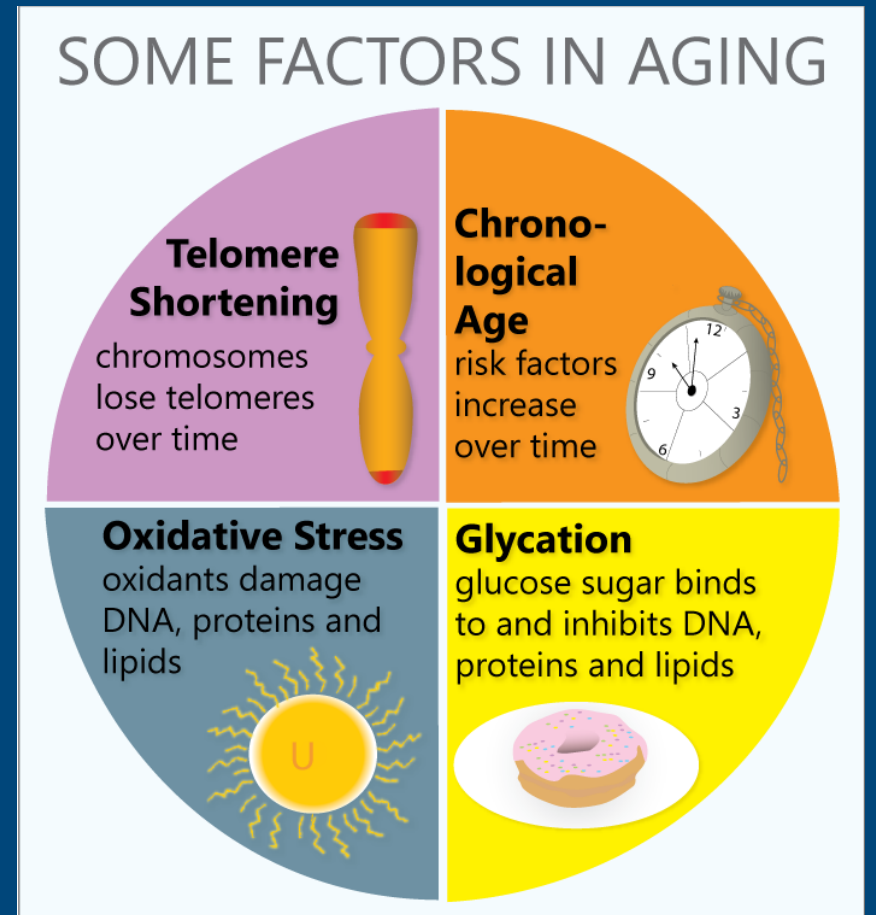 SOME FACTORS IN AGING
Telomere
Shortening
chromosomes
lose telomeres
over time
Chrono-
logical
Age
risk factors
increase
over time
12
9
3
6
Oxidative Stress
oxidants damage
DNA, proteins and
lipids
U
Glycation
glucose sugar binds
to and inhibits DNA,
proteins and lipids